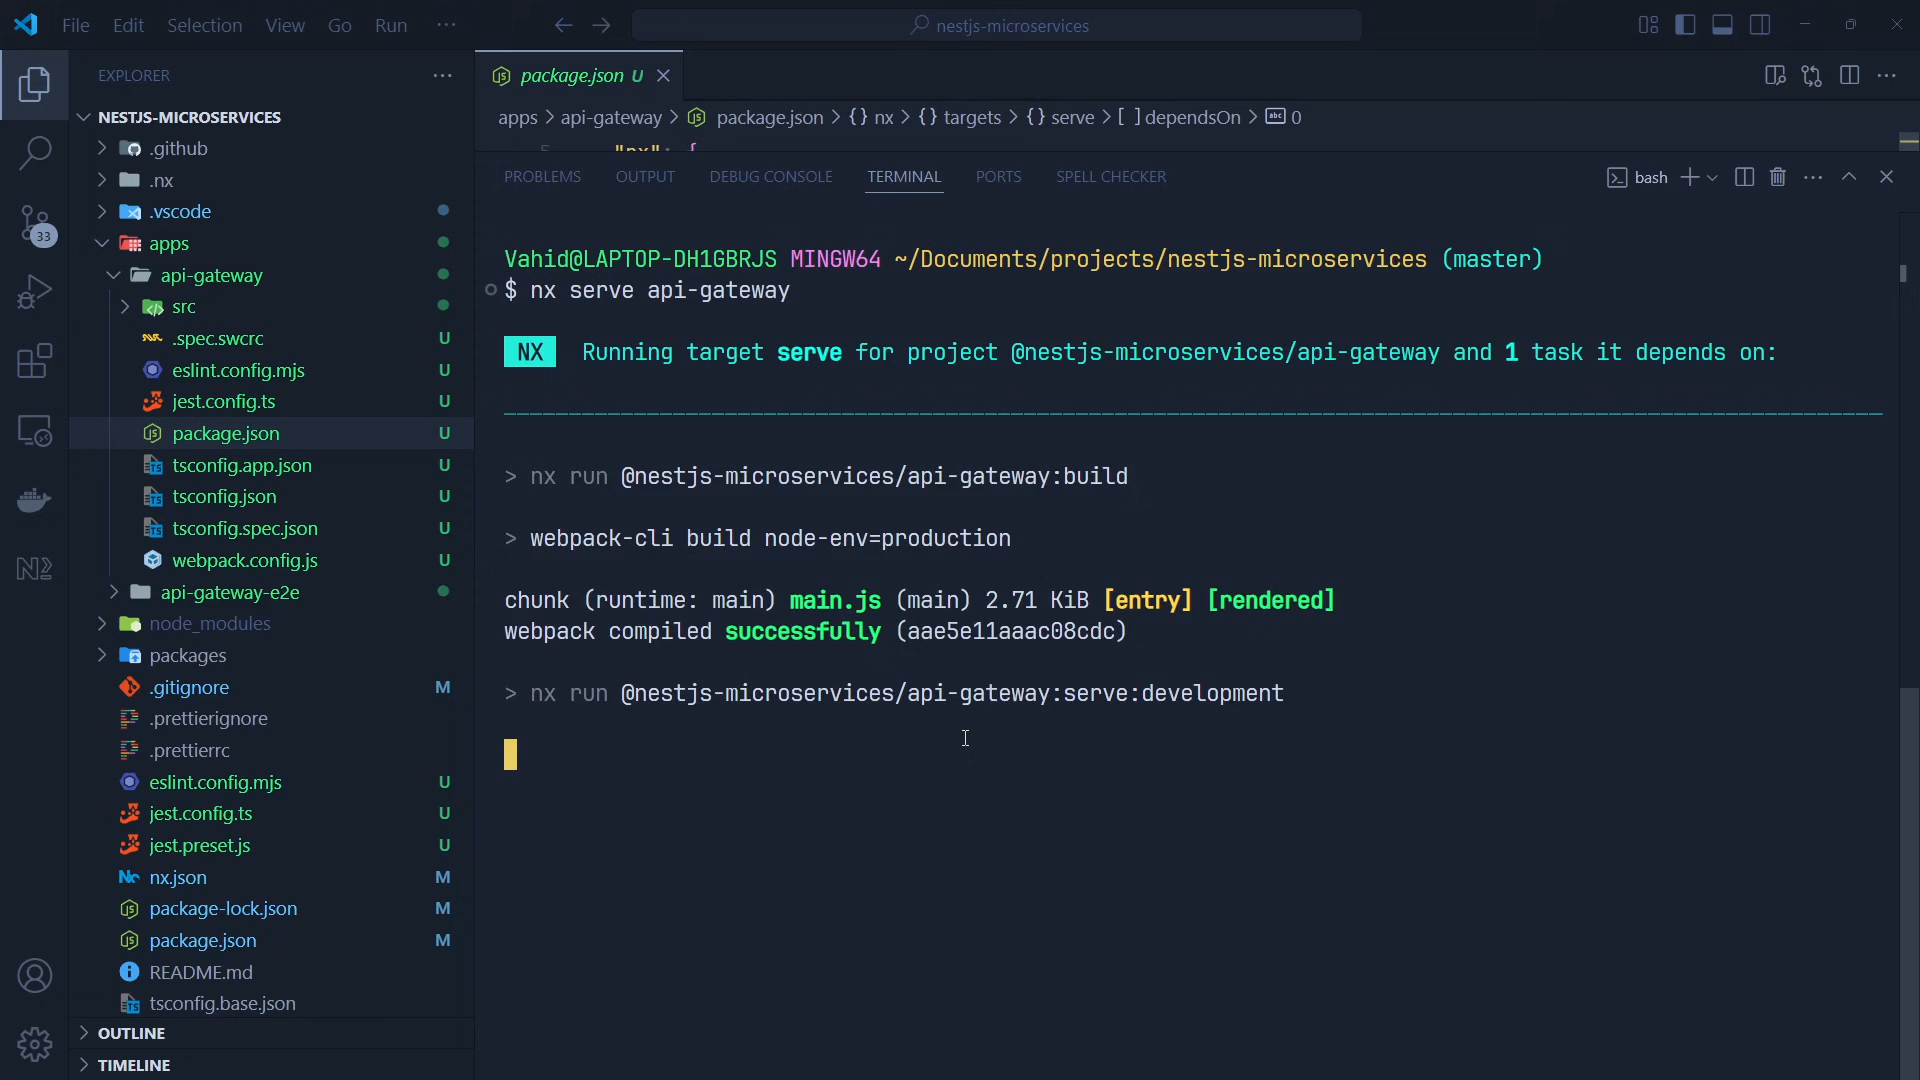 File Edit Selection View Go Run ···
nestjs-microservices
EXPLORER
NESTJS-MICROSERVICES
.github
.nx
.vscode
apps
api-gateway
src
.spec.swcrc U
eslint.config.mjs U
jest.config.ts U
package.json U
tsconfig.app.json U
tsconfig.json U
tsconfig.spec.json U
webpack.config.js U
api-gateway-e2e
node_modules
packages
.gitignore M
.prettierignore
.prettierrc
eslint.config.mjs U
jest.config.ts U
jest.preset.js U
nx.json M
package-lock.json M
package.json M
README.md
tsconfig.base.json
OUTLINE
TIMELINE
33
package.json U
apps > api-gateway > package.json > {} nx > {} targets > {} serve > [ ] dependsOn > abc 0
5 "nx": {
PROBLEMS OUTPUT DEBUG CONSOLE TERMINAL PORTS SPELL CHECKER
bash
Vahid@LAPTOP-DH1GBRJS MINGW64 ~/Documents/projects/nestjs-microservices (master)
$ nx serve api-gateway
NX Running target serve for project @nestjs-microservices/api-gateway and 1 task it depends on:
> nx run @nestjs-microservices/api-gateway:build
> webpack-cli build node-env=production
chunk (runtime: main) main.js (main) 2.71 KiB [entry] [rendered]
webpack compiled successfully (aae5e11aaac08cdc)
> nx run @nestjs-microservices/api-gateway:serve:development